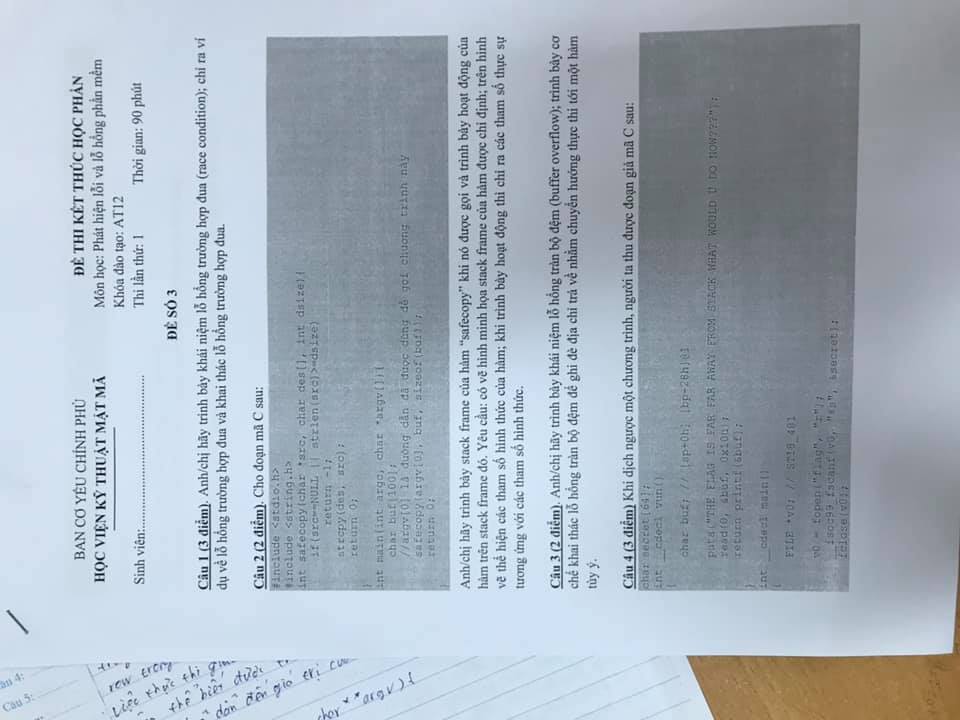 BAN CƠ YẾU CHÍNH PHỦ
HỌC VIỆN KỸ THUẬT MẬT MÃ
Sinh viên:
ĐỀ THI KẾT THÚC HỌC PHẦN
Môn học: Phát hiện lỗi và lỗ hổng phần mềm
Khóa đào tạo: AT12
Thi lần thứ: 1 Thời gian: 90 phút
ĐỀ SỐ 3
Câu 1 (3 điểm). Anh/chị hãy trình bày khái niệm lỗ hổng trường hợp đua (race condition); chỉ ra ví
dụ về lỗ hổng trường hợp đua và khai thác lỗ hổng trường hợp đua.
Câu 2 (2 điểm). Cho đoạn mã C sau:
#include <stdio.h>
#include <string.h>
int safecopy(char *src, char des[], int dsize){
if(src==NULL || strlen(src)>=dsize)
return -1;
strcpy(des, src);
return 0;
}
int main(int argc, char *argv[]){
char buf[100];
//argv[0] là đường dẫn đã được dùng để gọi chương trình này
safecopy(argv[0], buf, sizeof(buf));
return 0;
}
Anh/chị hãy trình bày stack frame của hàm “safecopy” khi nó được gọi và trình bày hoạt động của
hàm trên stack frame đó. Yêu cầu: có vẽ hình minh họa stack frame của hàm được chỉ định; trên hình
vẽ thể hiện các tham số hình thức của hàm; khi trình bày hoạt động thì chỉ ra các tham số thực sự
tương ứng với các tham số hình thức.
Câu 3 (2 điểm). Anh/chị hãy trình bày khái niệm lỗ hổng tràn bộ đệm (buffer overflow); trình bày cơ
chế khai thác lỗ hổng tràn bộ đệm để ghi đè địa chỉ trả về nhằm chuyển hướng thực thi tới một hàm
tùy ý.
Câu 4 (3 điểm) Khi dịch ngược một chương trình, người ta thu được đoạn giả mã C sau:
char secret[64];
int __cdecl vun()
{
char buf; // [sp+0h] [bp-28h]@1
puts("THE FLAG IS FAR FAR AWAY FROM STACK WHAT WOULD U DO NOW???");
read(0, &buf, 0x10u);
return printf(&buf);
}
int __cdecl main()
{
FILE *v0; // ST18_4@1
v0 = fopen("flag", "r");
__isoc99_fscanf(v0, "%s", &secret);
fclose(v0);
Câu 4:
Câu 5: